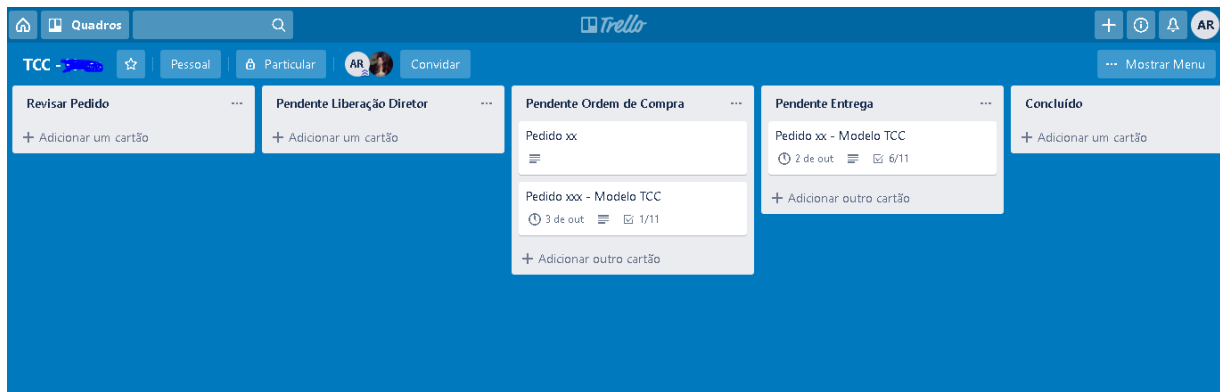 Quadros
Trello
AR
TCC -
Pessoal
Particular
AR
Convidar
··· Mostrar Menu
Revisar Pedido ···
+ Adicionar um cartão
Pendente Liberação Diretor ···
+ Adicionar um cartão
Pendente Ordem de Compra ···
Pedido xx
Pedido xxx - Modelo TCC
3 de out 1/11
+ Adicionar outro cartão
Pendente Entrega ···
Pedido xx - Modelo TCC
2 de out 6/11
+ Adicionar outro cartão
Concluído
+ Adicionar um cartão